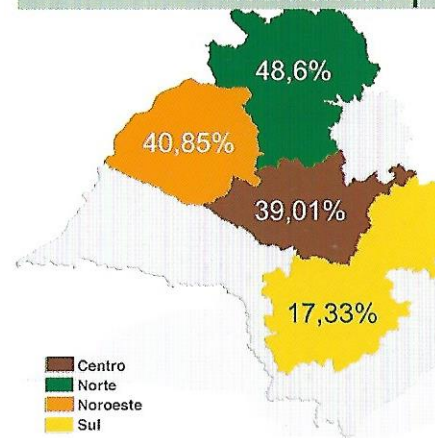 48,6%
40,85%
39,01%
17,33%
Centro
Norte
Noroeste
Sul